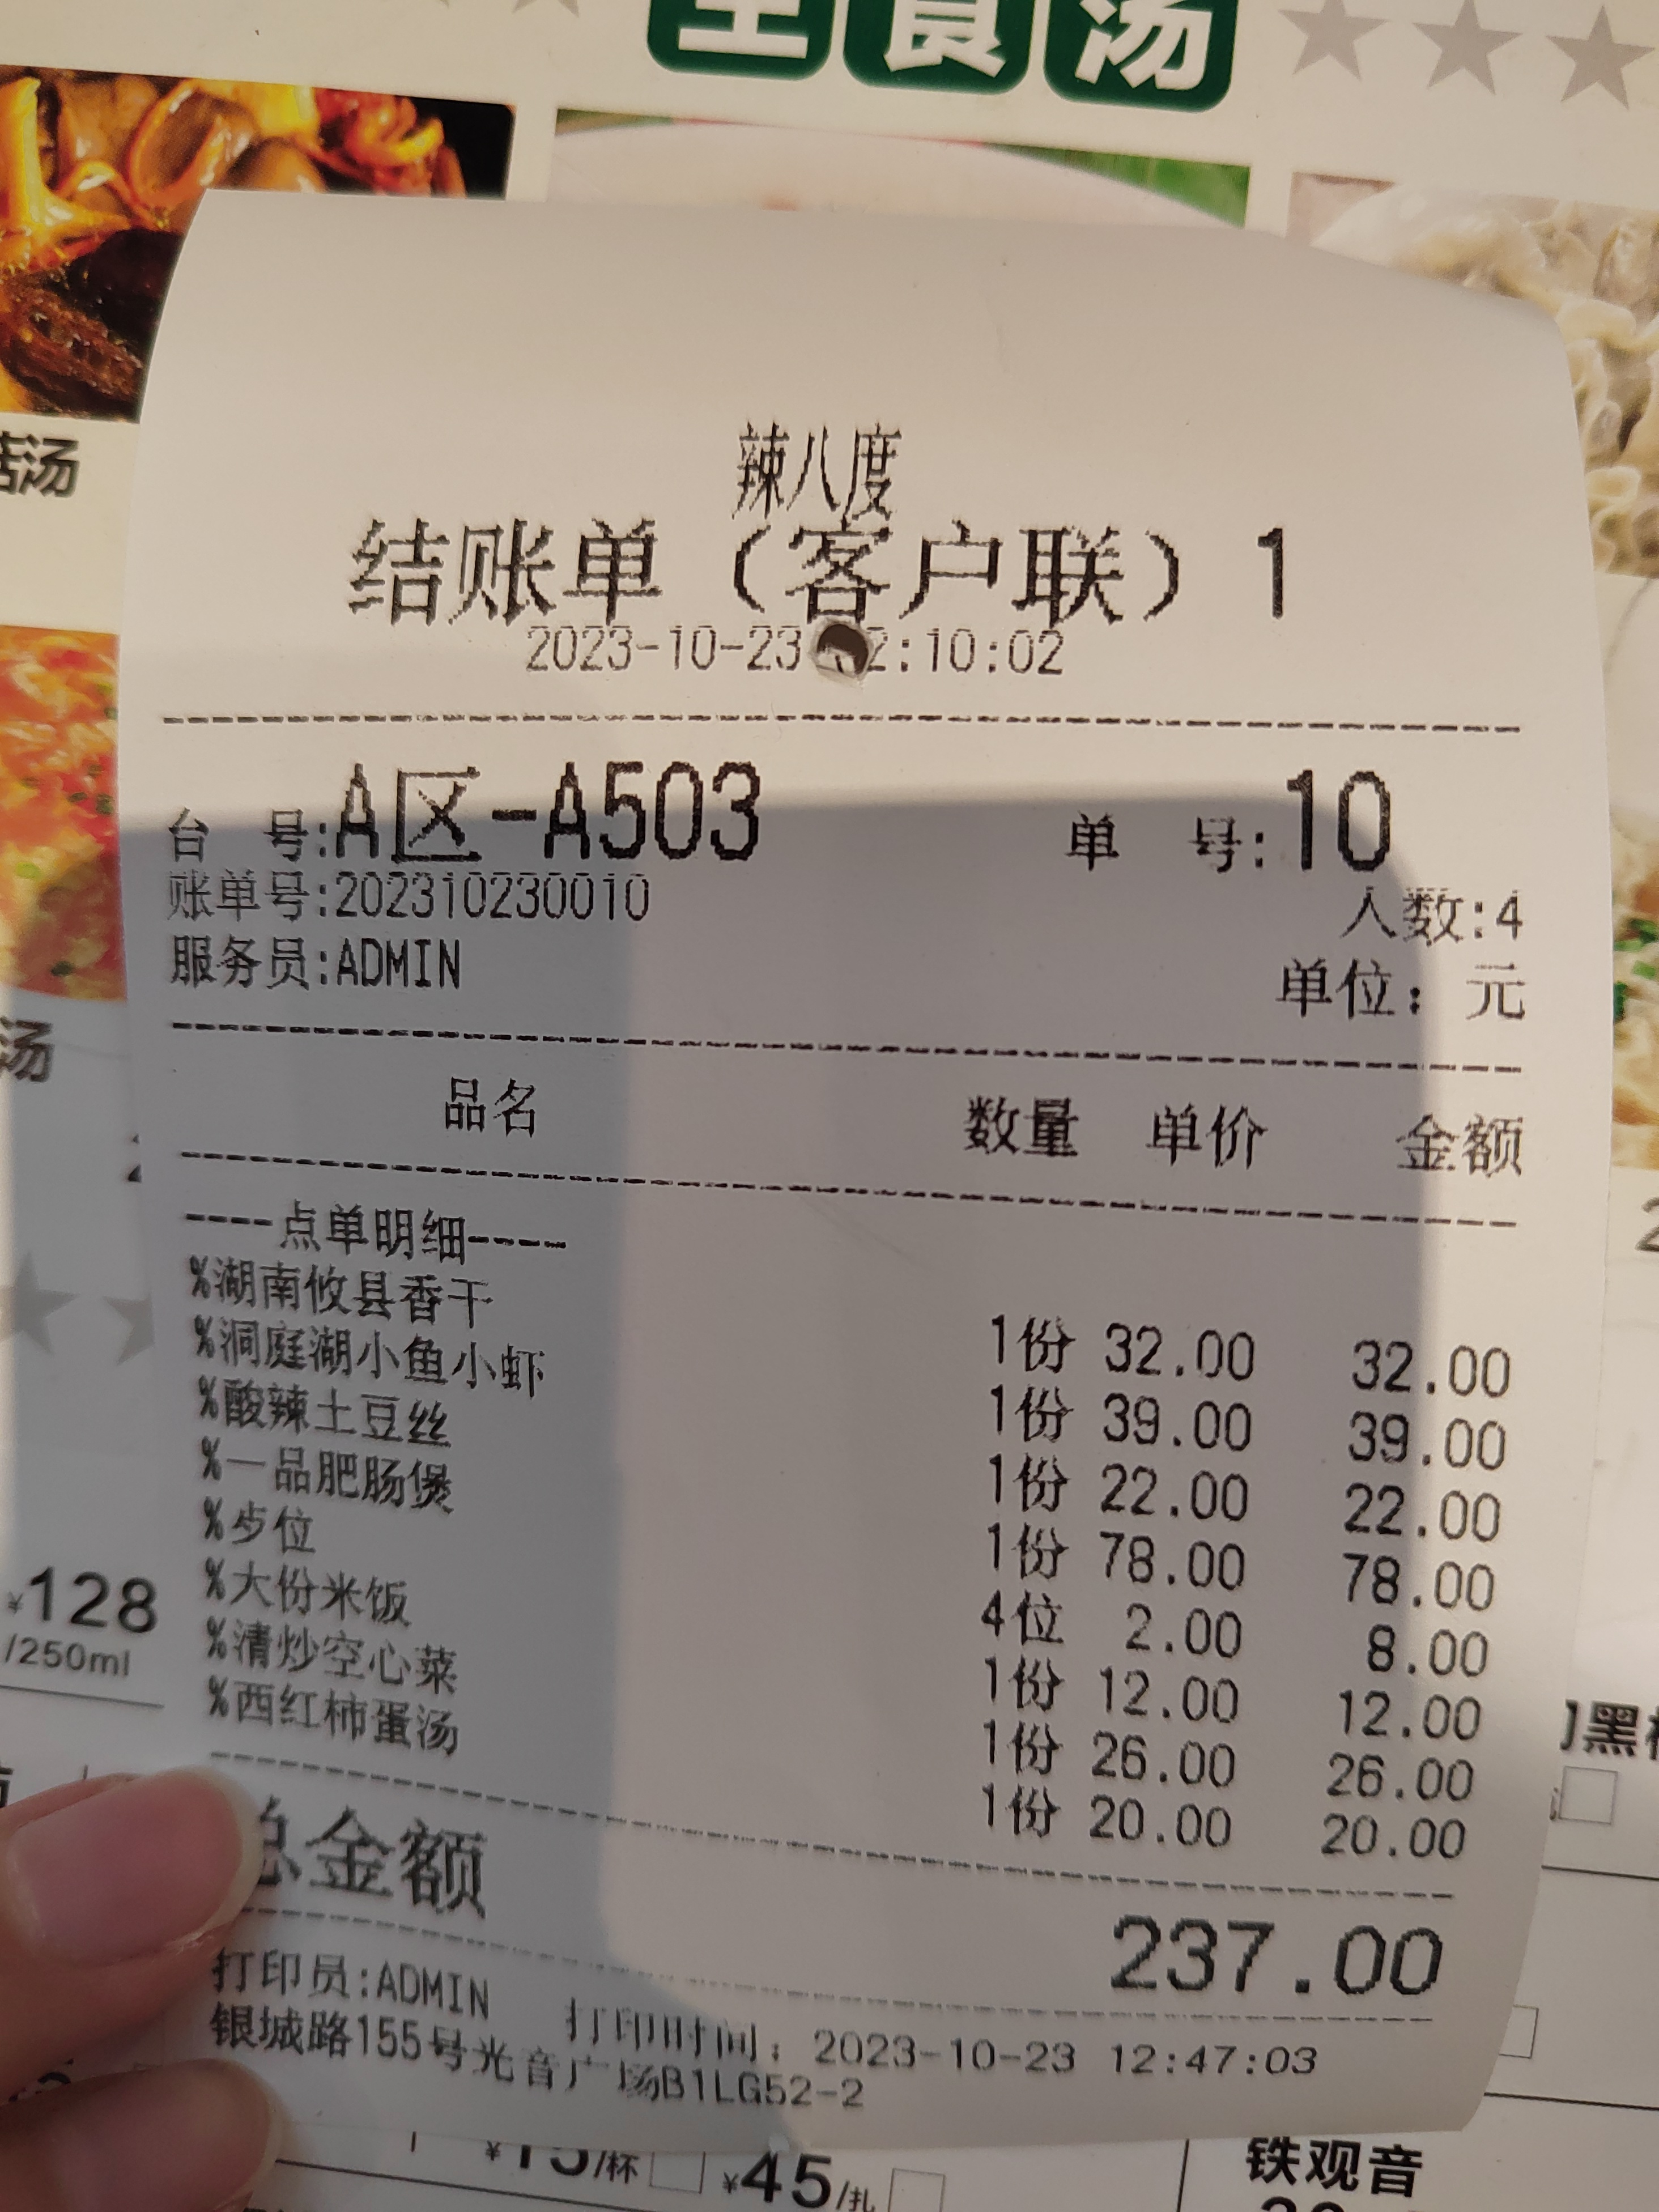 主食汤
汤
辣八度
结账单（客户联）1
2023-10-23 2:10:02
台 号:A区-A503 单 号:10
账单号:202310230010 人数:4
服务员:ADMIN 单位：元
品名 数量 单价 金额
----点单明细----
%湖南攸县香干 1份 32.00 32.00
%洞庭湖小鱼小虾 1份 39.00 39.00
%酸辣土豆丝 1份 22.00 22.00
%一品肥肠煲 1份 78.00 78.00
%歩位 4位 2.00 8.00
%大份米饭 1份 12.00 12.00
%清炒空心菜 1份 26.00 26.00
%西红柿蛋汤 1份 20.00 20.00
总金额 237.00
打印员:ADMIN 打印时间：2023-10-23 12:47:03
银城路155号光音广场B1LG52-2
汤
¥128
/250ml
黑
¥15/杯 ¥45/扎
铁观音